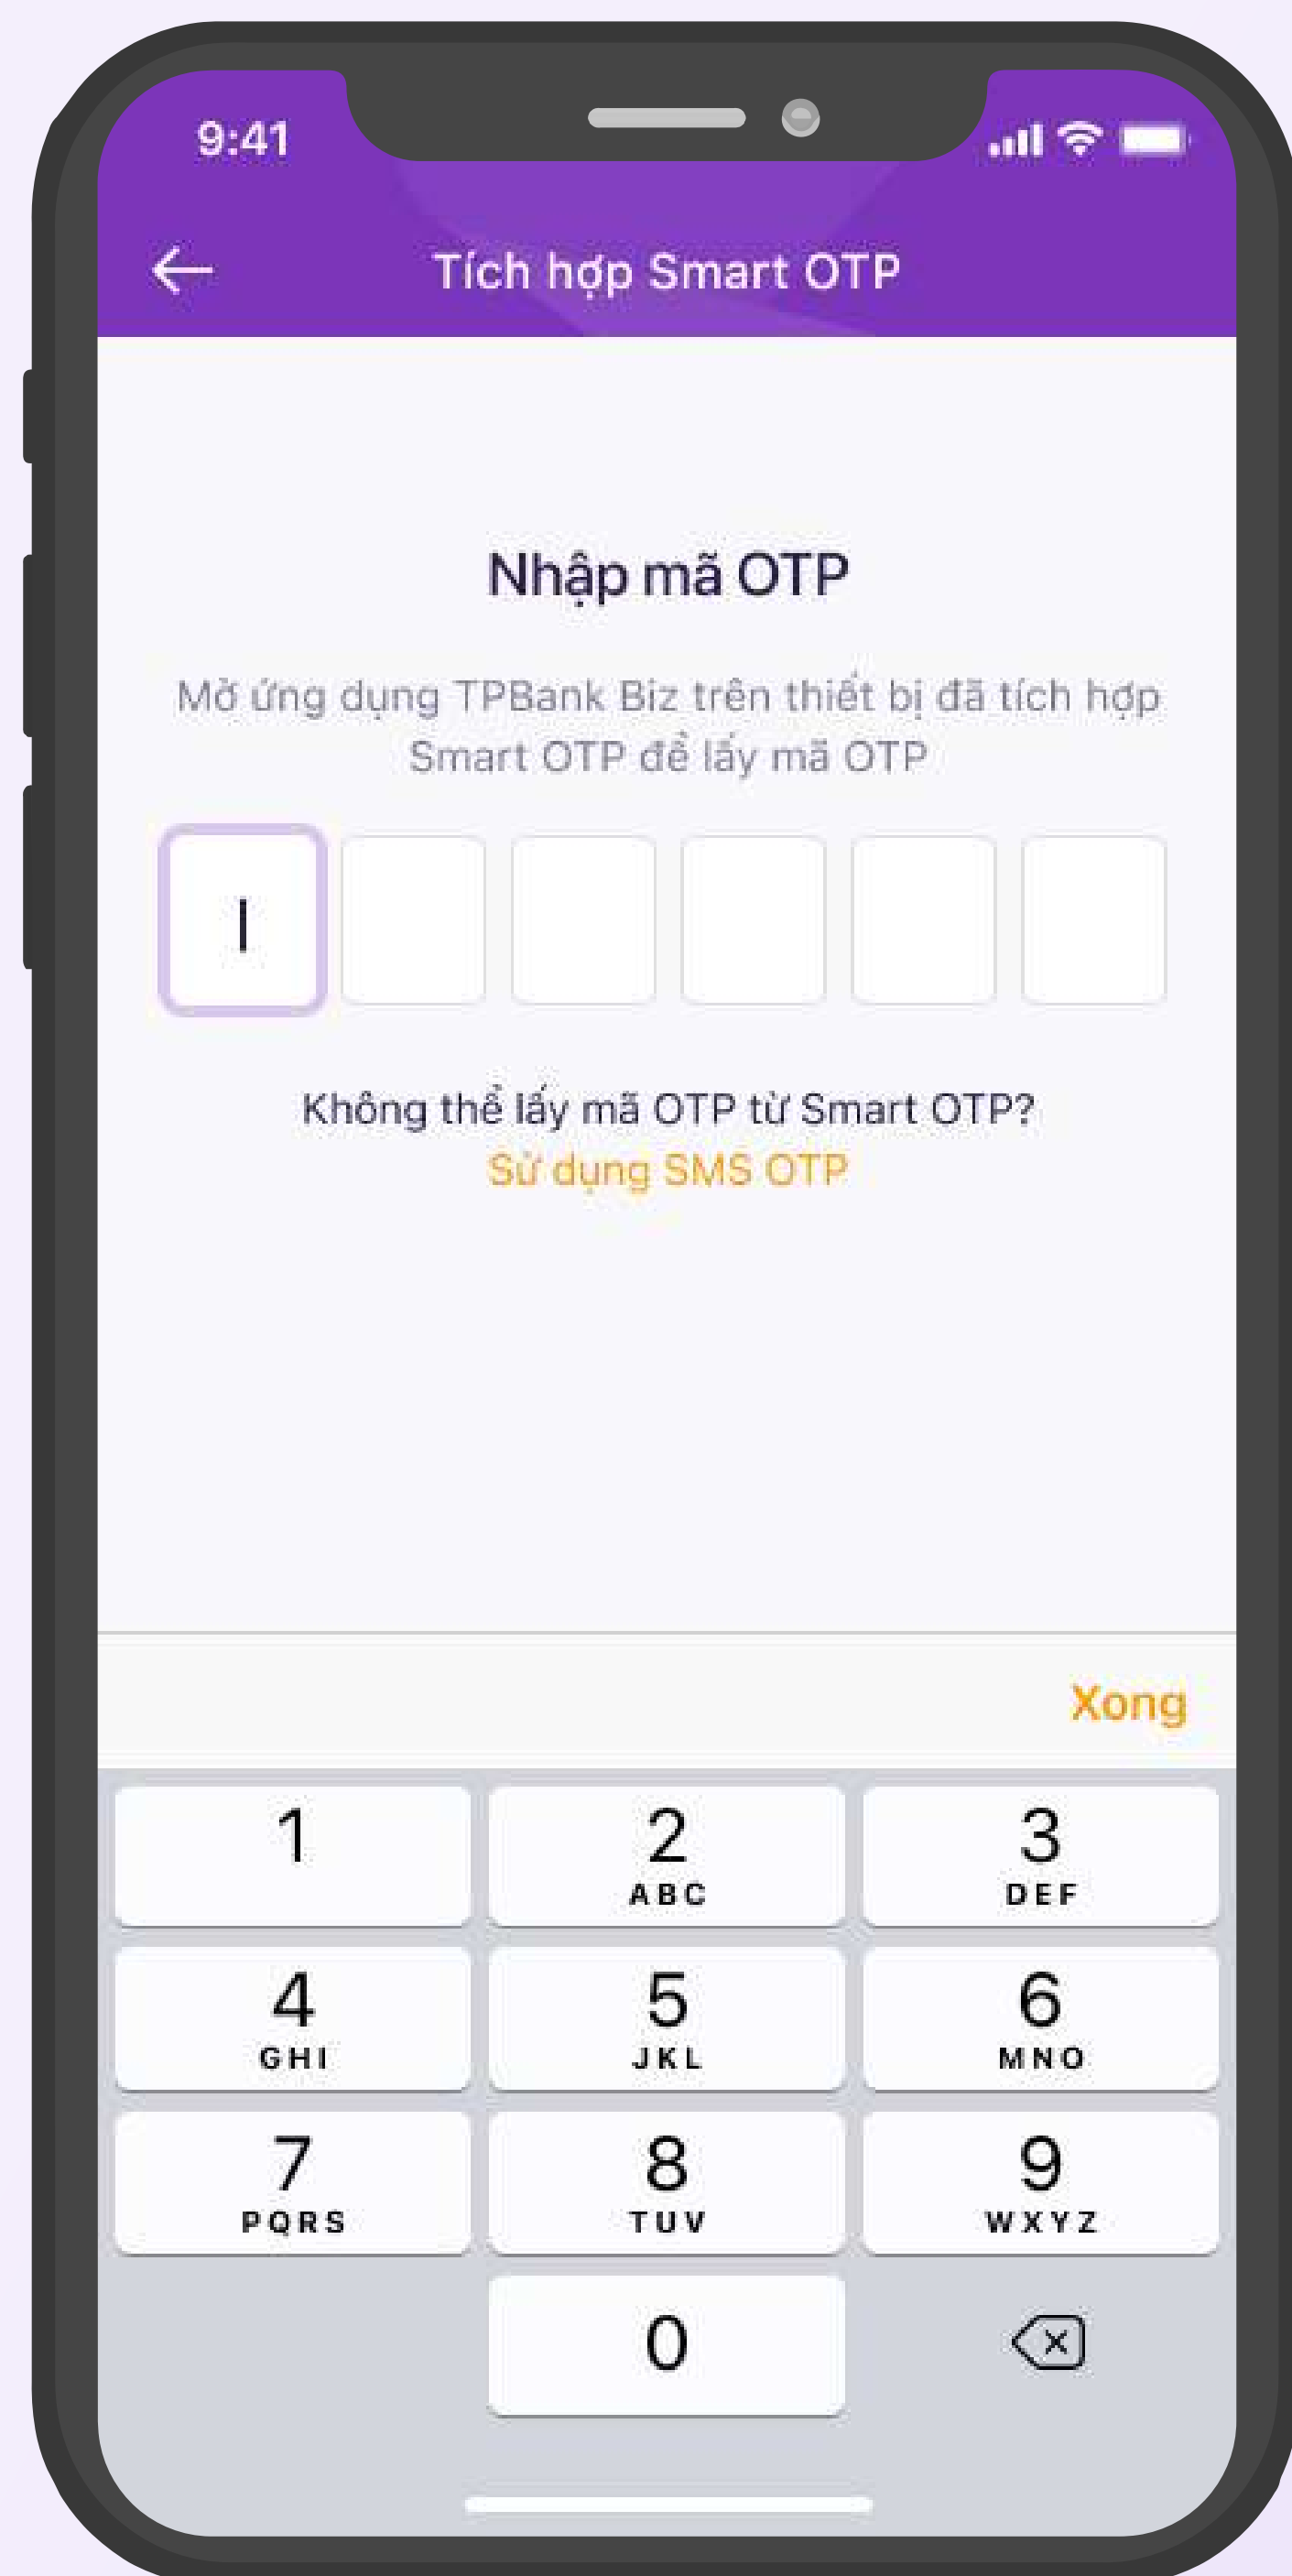 9:41
Tích hợp Smart OTP
Nhập mã OTP
Mở ứng dụng TPBank Biz trên thiết bị đã tích hợp
Smart OTP để lấy mã OTP
Không thể lấy mã OTP từ Smart OTP?
Sử dụng SMS OTP
Xong
1 2 3
ABC DEF
4 5 6
GHI JKL MNO
7 8 9
PQRS TUV WXYZ
0